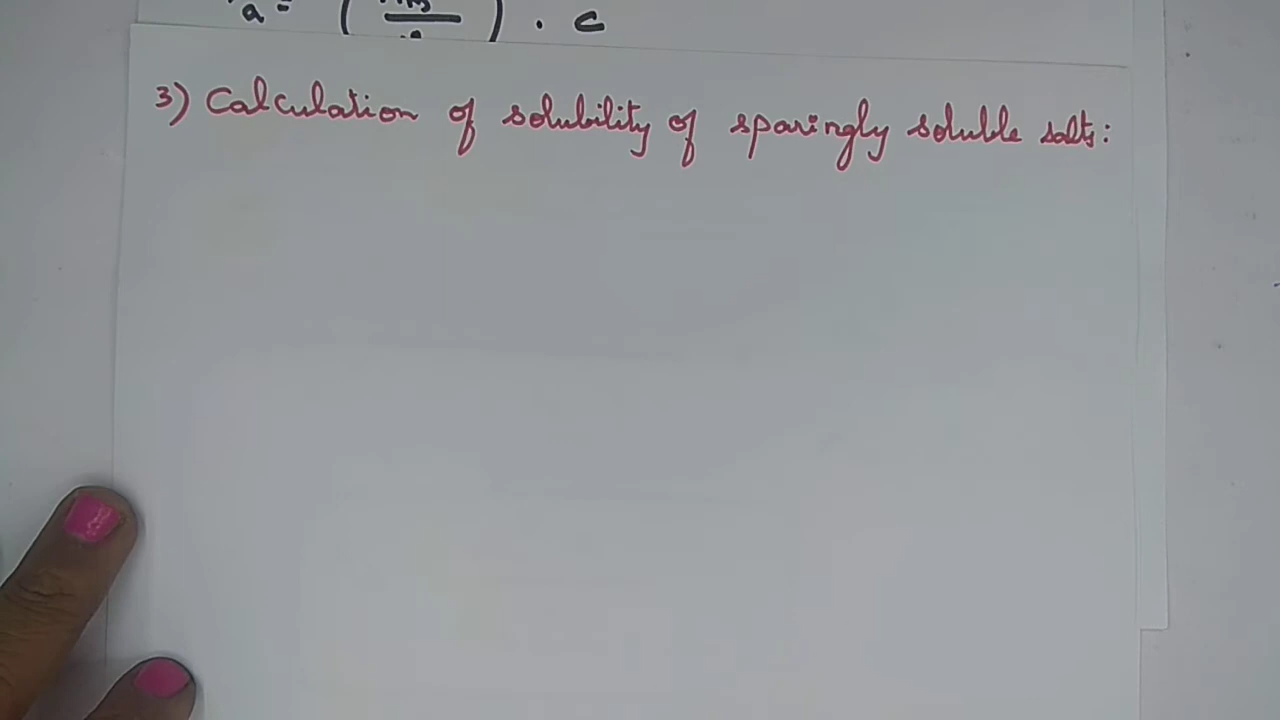 a = ( ) . c
3) Calculation of solubility of sparingly soluble salts: